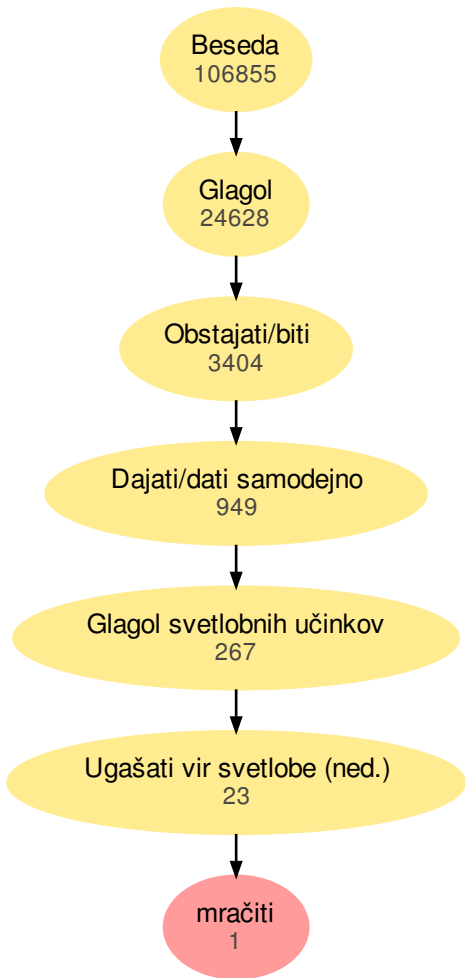 Beseda
106855
Glagol
24628
Obstajati/biti
3404
Dajati/dati samodejno
949
Glagol svetlobnih učinkov
267
Ugašati vir svetlobe (ned.)
23
mračiti
1